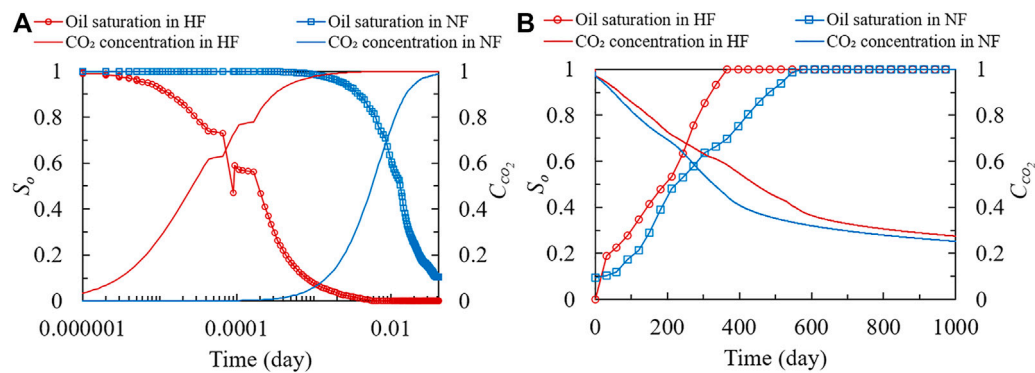 A
Oil saturation in HF
Oil saturation in NF
CO₂ concentration in HF
CO₂ concentration in NF
1
0.8
0.6
0.4
0.2
0
So
1
0.8
0.6
0.4
0.2
0
Cco2
0.000001
0.0001
0.01
Time (day)
B
Oil saturation in HF
Oil saturation in NF
CO₂ concentration in HF
CO₂ concentration in NF
1
0.8
0.6
0.4
0.2
0
So
1
0.8
0.6
0.4
0.2
0
Cco2
0
200
400
600
800
1000
Time (day)